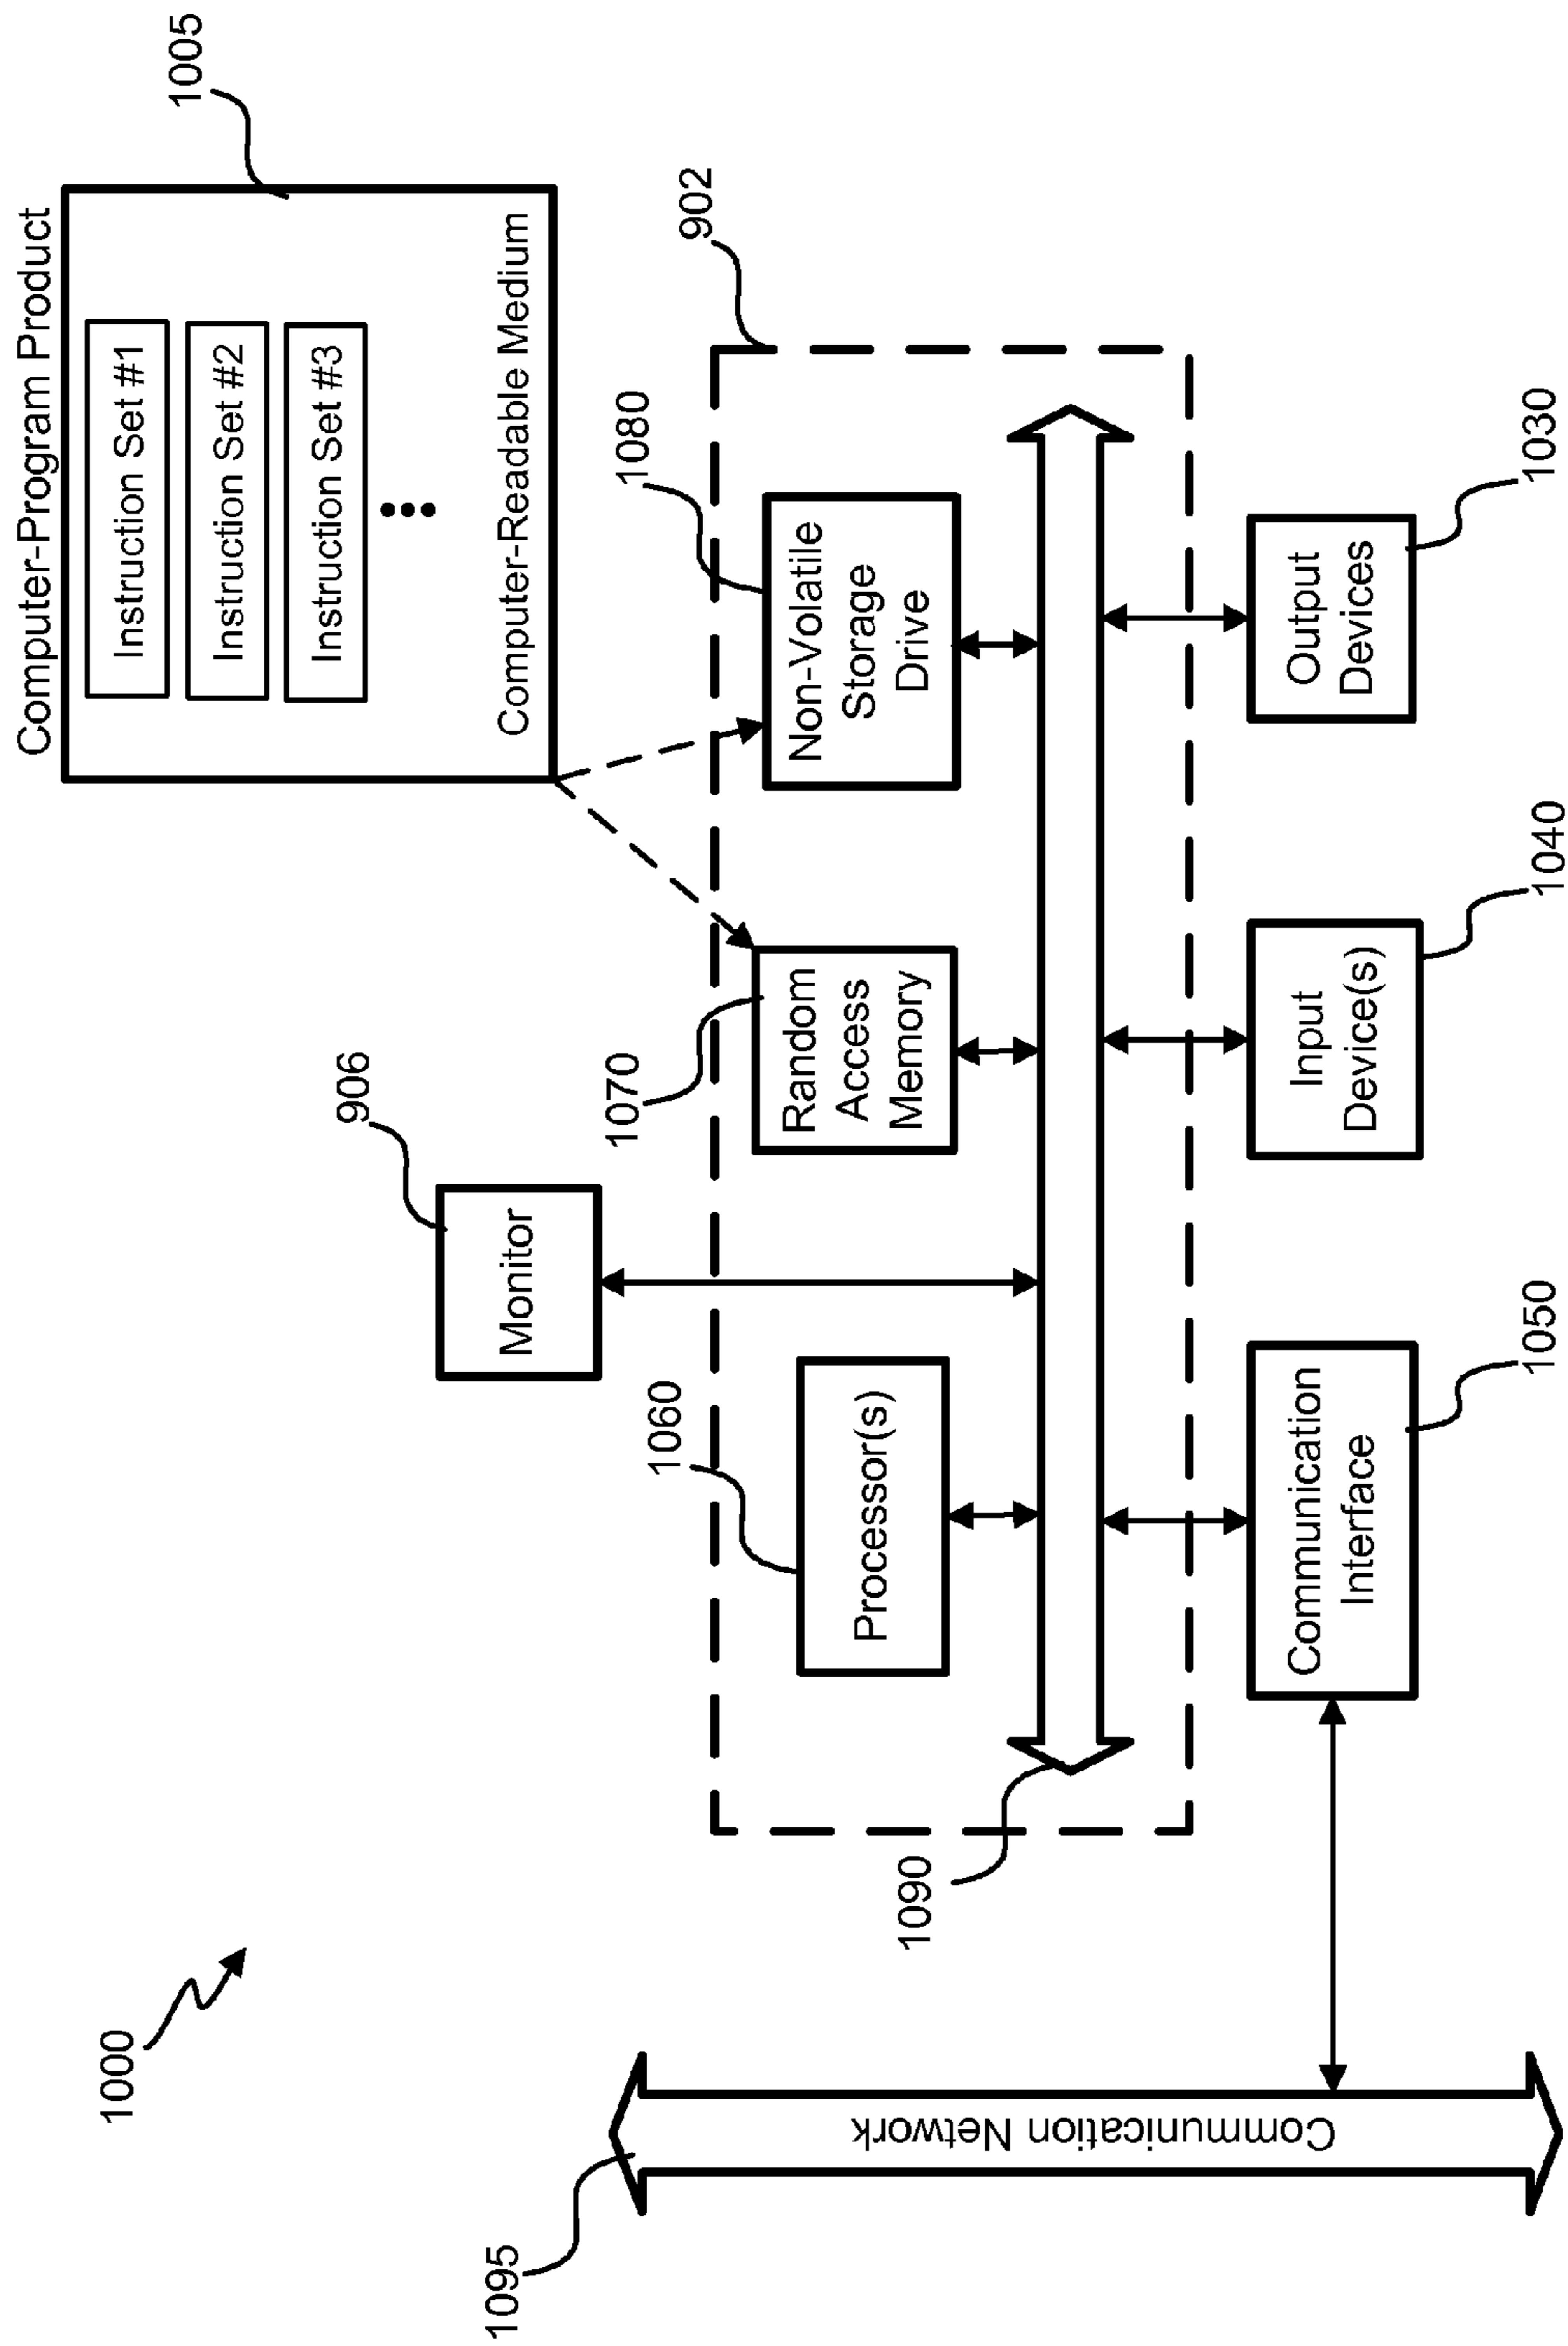 Computer-Program Product
Instruction Set #1
Instruction Set #2
Instruction Set #3
Computer-Readable Medium
1005
1000
906
Monitor
902
1060
Processor(s)
1070
Random
Access
Memory
1080
Non-Volatile
Storage
Drive
1090
1095
Communication Network
Communication
Interface
1050
Input
Device(s)
1040
Output
Devices
1030